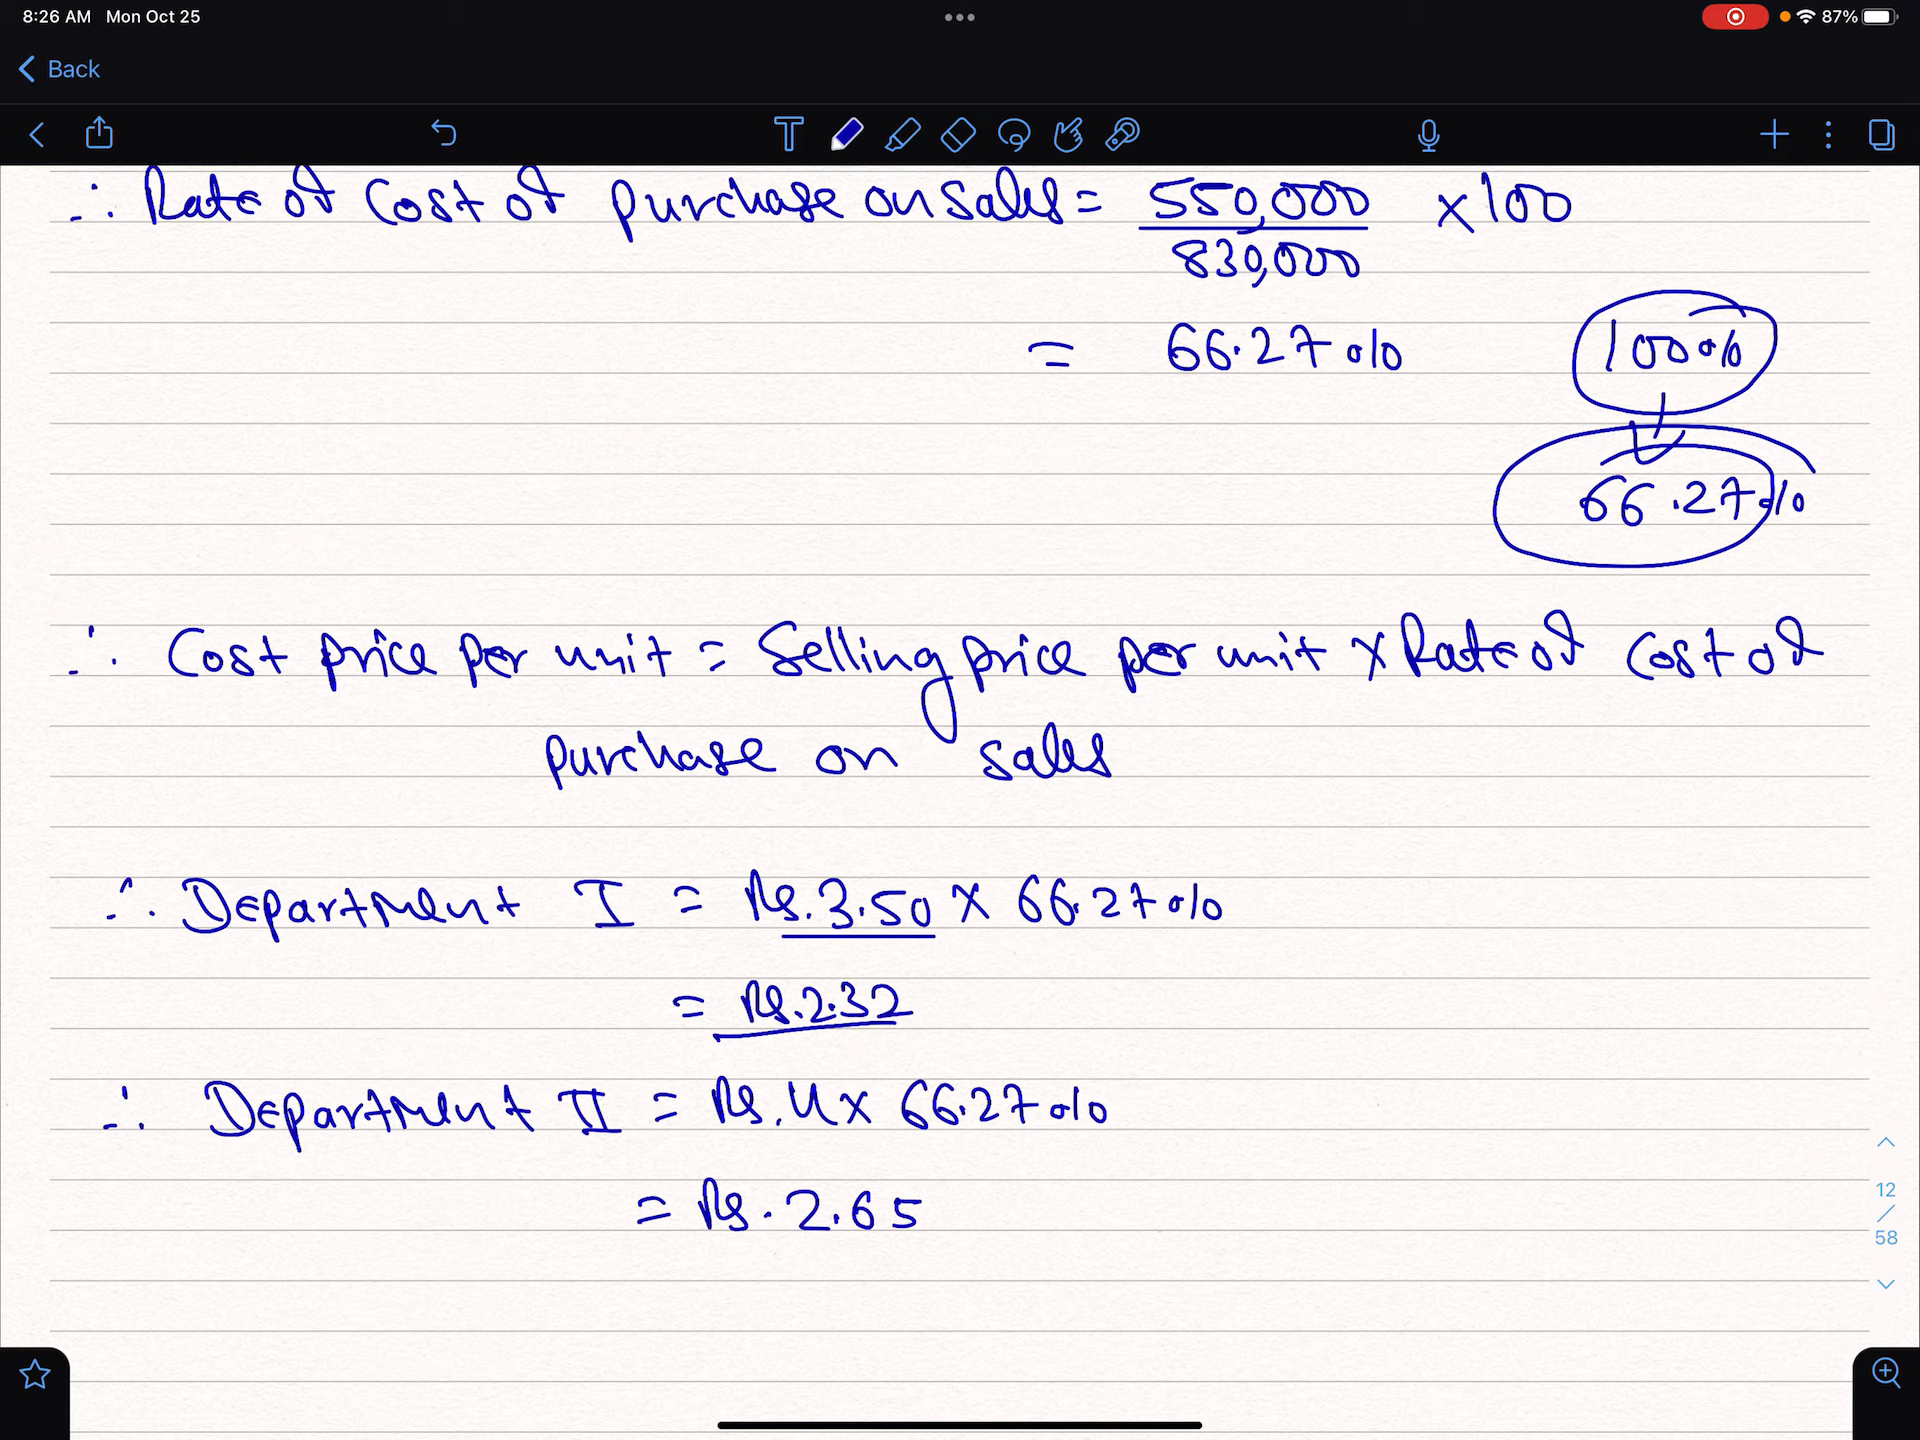 8:26 AM Mon Oct 25
87%
Back
∴ Rate of Cost of purchase on sales = 550,000 × 100
830,000
= 66.27%
100%
66.27%
∴ Cost price per unit = Selling price per unit × Rate of Cost of
purchase on sales
∴ Department I = Rs.3.50 × 66.27%
= Rs.2.32
∴ Department II = Rs.4 × 66.27%
= Rs.2.65
12
/
58